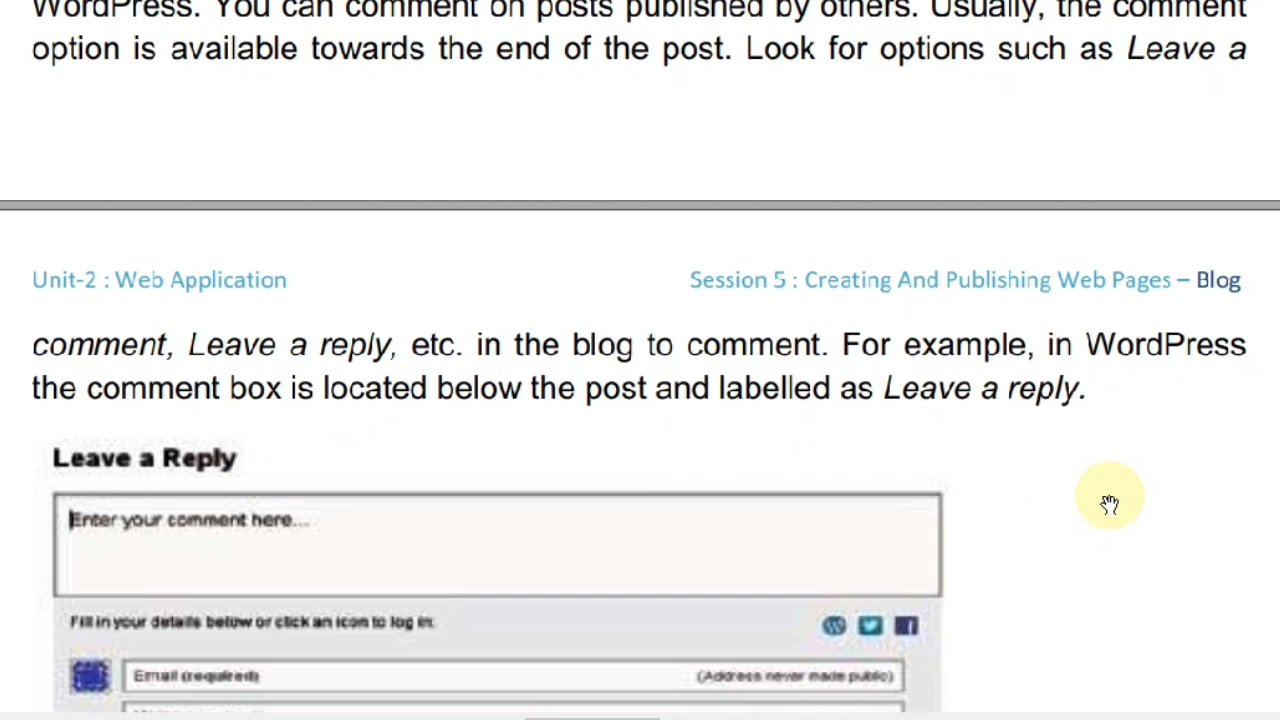 WordPress. You can comment on posts published by others. Usually, the comment
option is available towards the end of the post. Look for options such as Leave a
Unit-2 : Web Application Session 5 : Creating And Publishing Web Pages – Blog
comment, Leave a reply, etc. in the blog to comment. For example, in WordPress
the comment box is located below the post and labelled as Leave a reply.
Leave a Reply
Enter your comment here...
Fill in your details below or click an icon to log in:
Email (required) (Address never made public)